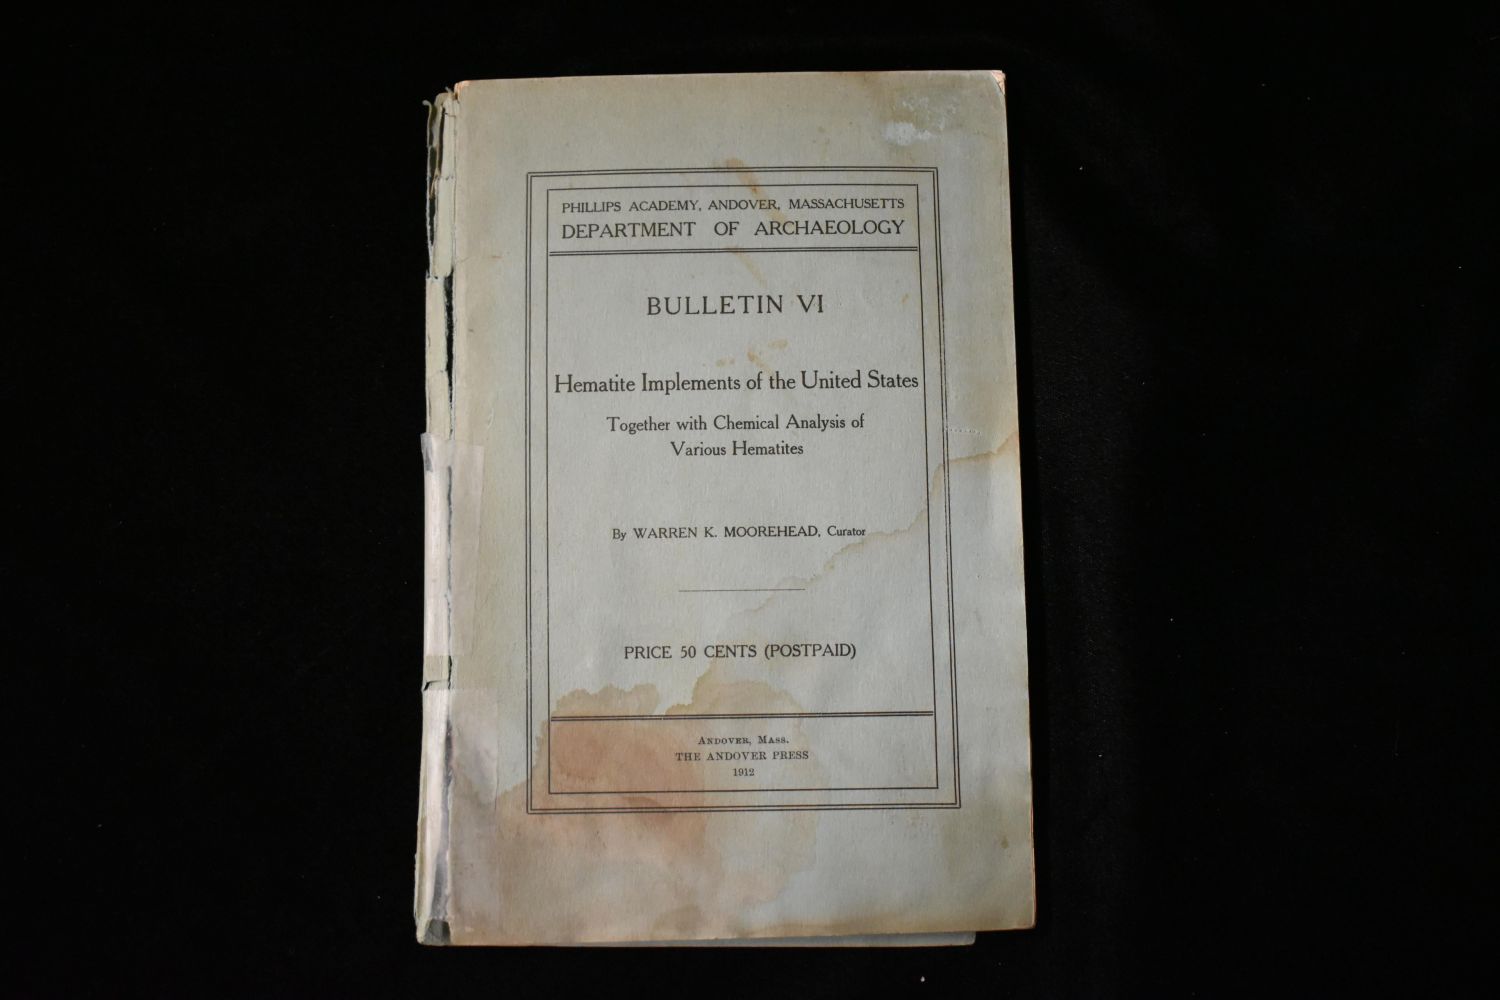 PHILLIPS ACADEMY, ANDOVER, MASSACHUSETTS
DEPARTMENT OF ARCHAEOLOGY
BULLETIN VI
Hematite Implements of the United States
Together with Chemical Analysis of
Various Hematites
By WARREN K. MOOREHEAD, Curator
PRICE 50 CENTS (POSTPAID)
ANDOVER, MASS.
THE ANDOVER PRESS
1912